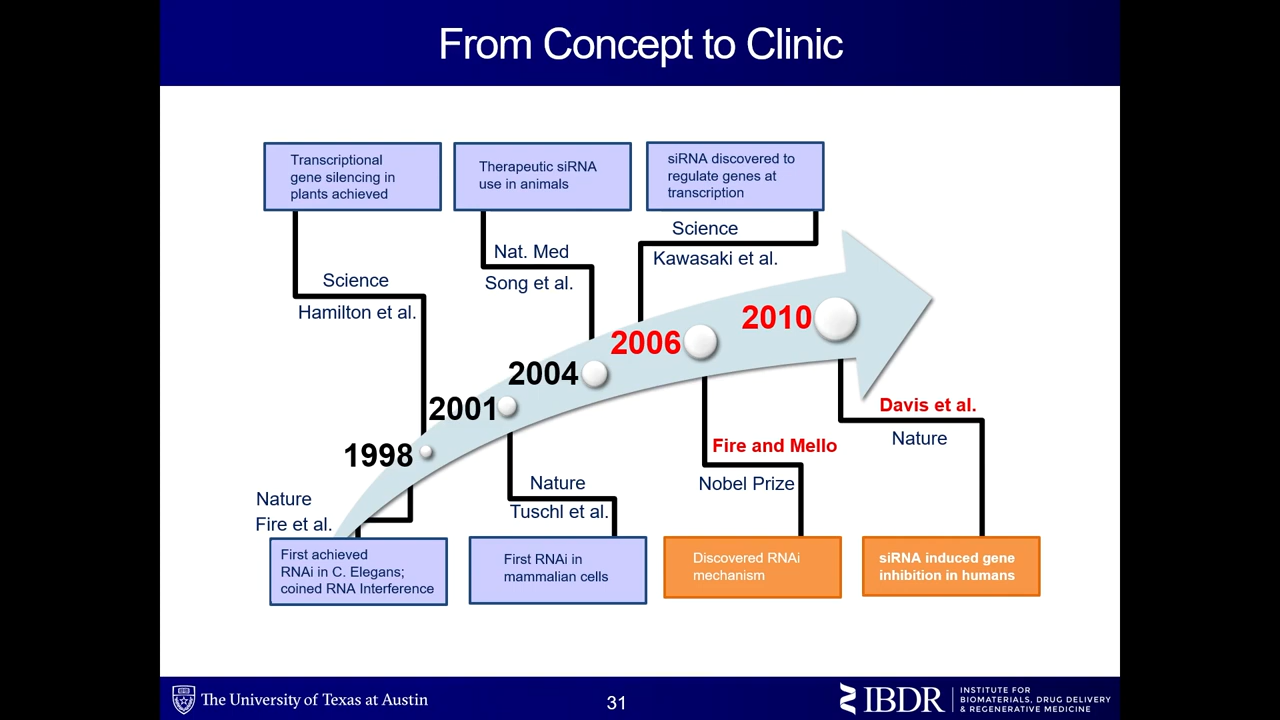 From Concept to Clinic
Transcriptional
gene silencing in
plants achieved
Therapeutic siRNA
use in animals
siRNA discovered to
regulate genes at
transcription
Science
Hamilton et al.
Nat. Med
Song et al.
Science
Kawasaki et al.
1998
2001
2004
2006
2010
Nature
Fire et al.
Nature
Tuschl et al.
Fire and Mello
Nobel Prize
Davis et al.
Nature
First achieved
RNAi in C. Elegans;
coined RNA Interference
First RNAi in
mammalian cells
Discovered RNAi
mechanism
siRNA induced gene
inhibition in humans
The University of Texas at Austin
31
IBDR
INSTITUTE FOR
BIOMATERIALS, DRUG DELIVERY
& REGENERATIVE MEDICINE